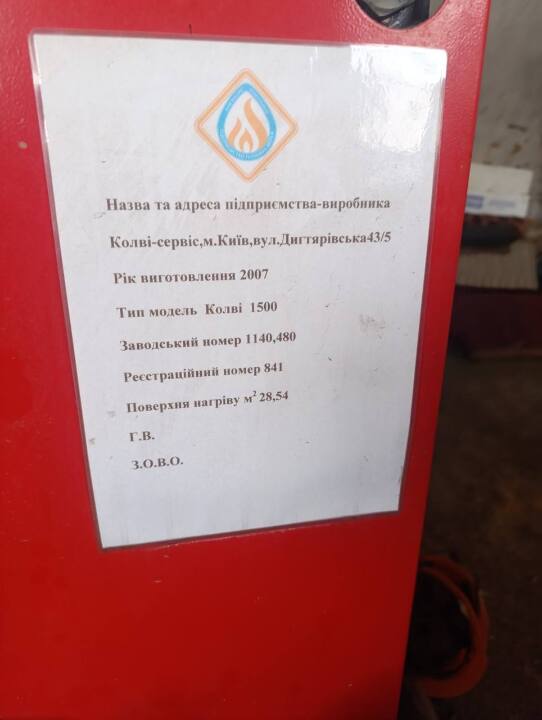 Назва та адреса підприємства-виробника
Колві-сервіс,м.Київ,вул.Дигтярівська43/5
Рік виготовлення 2007
Тип модель Колві 1500
Заводський номер 1140,480
Реєстраційний номер 841
Поверхня нагріву м² 28,54
Г.В.
З.О.В.О.